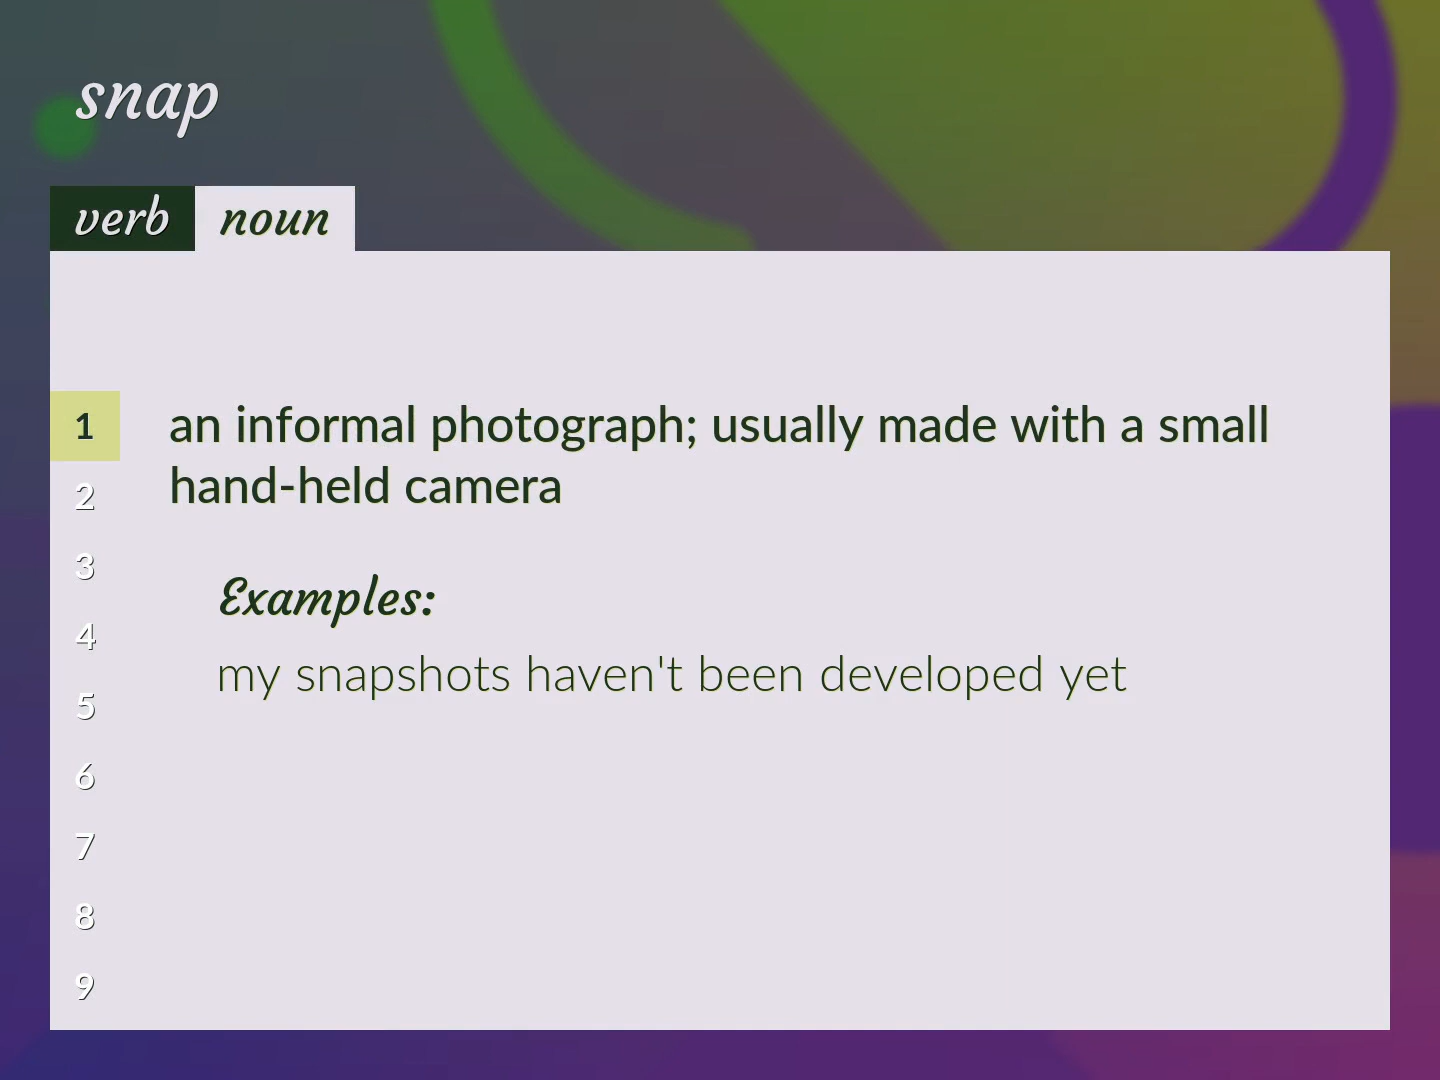 snap
verb noun
1 an informal photograph; usually made with a small
hand-held camera
2
3
Examples:
4
my snapshots haven't been developed yet
5
6
7
8
9